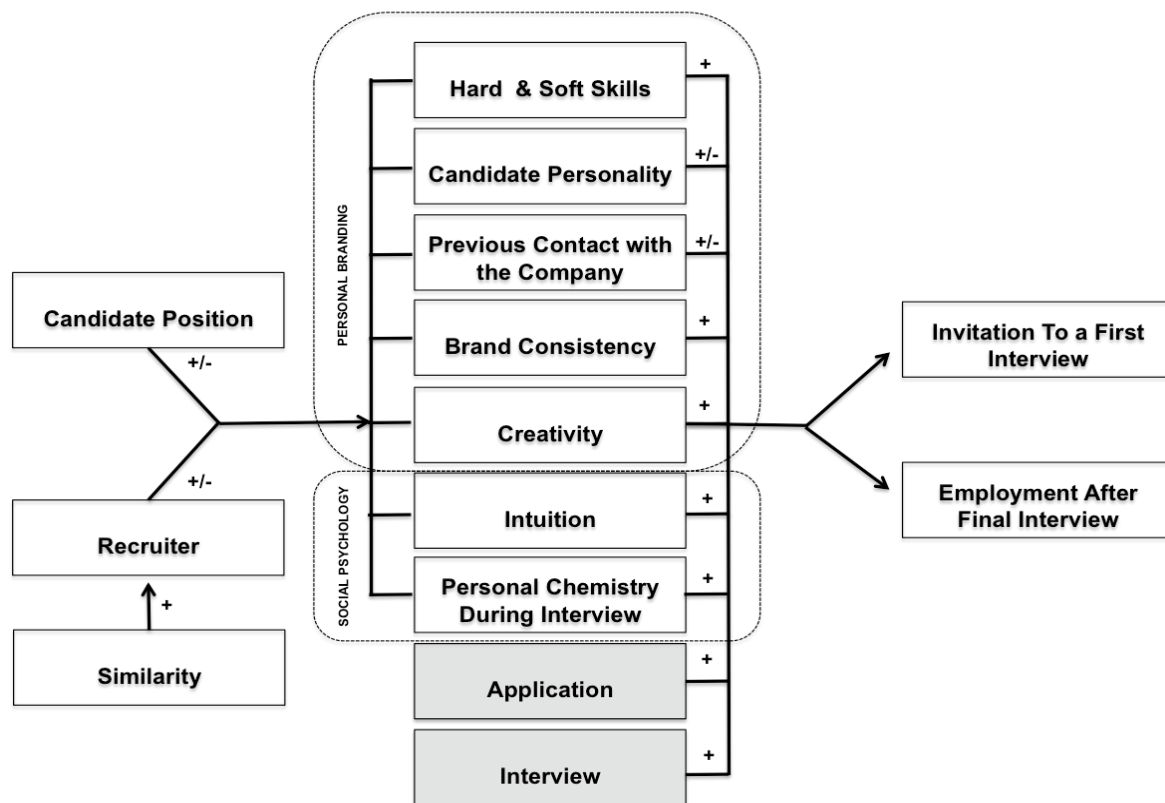 Hard & Soft Skills
+
Candidate Personality
+/-
Previous Contact with
the Company
+/-
Brand Consistency
+
Creativity
+
PERSONAL BRANDING
Intuition
+
Personal Chemistry
During Interview
+
SOCIAL PSYCHOLOGY
Application
+
Interview
+
Candidate Position
+/-
+/-
Recruiter
+
Similarity
Invitation To a First
Interview
Employment After
Final Interview